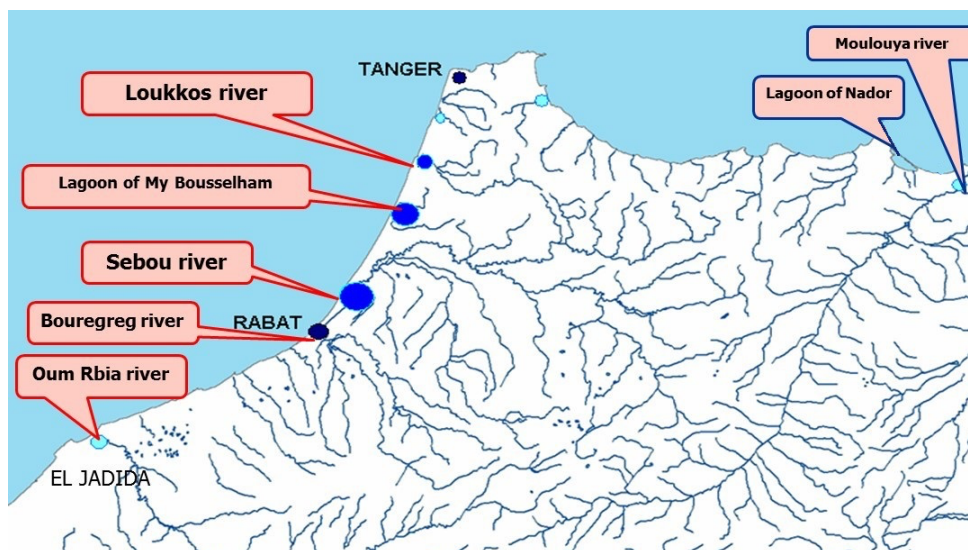 Moulouya river
TANGER
Loukkos river
Lagoon of Nador
Lagoon of My Bousselham
Sebou river
Bouregreg river
RABAT
Oum Rbia river
EL JADIDA